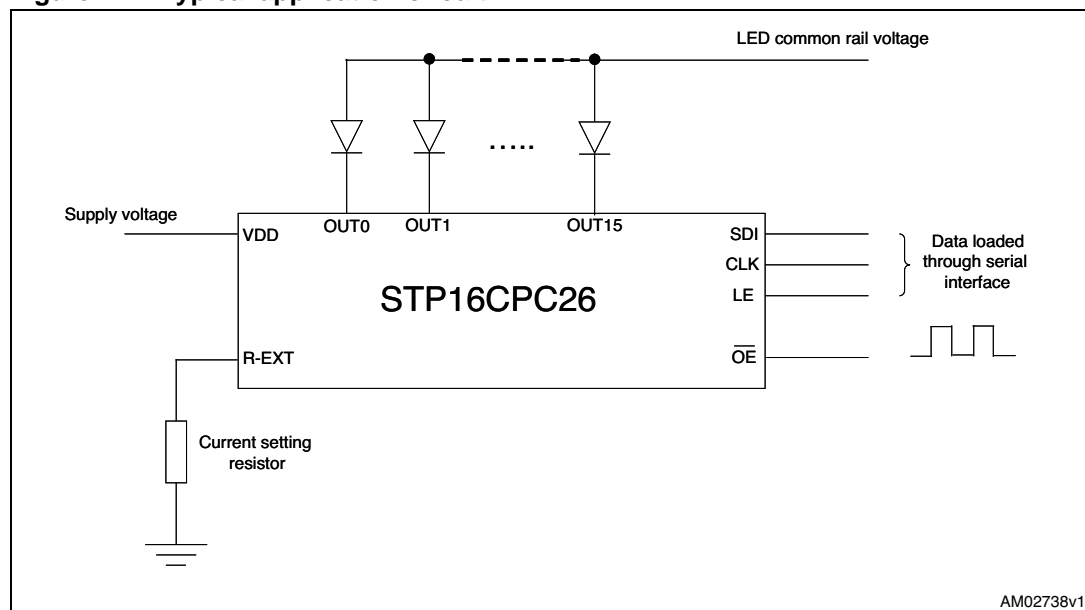 LED common rail voltage
.....
Supply voltage
VDD
OUT0
OUT1
OUT15
SDI
CLK
LE
OE
Data loaded
through serial
interface
STP16CPC26
R-EXT
Current setting
resistor
AM02738v1